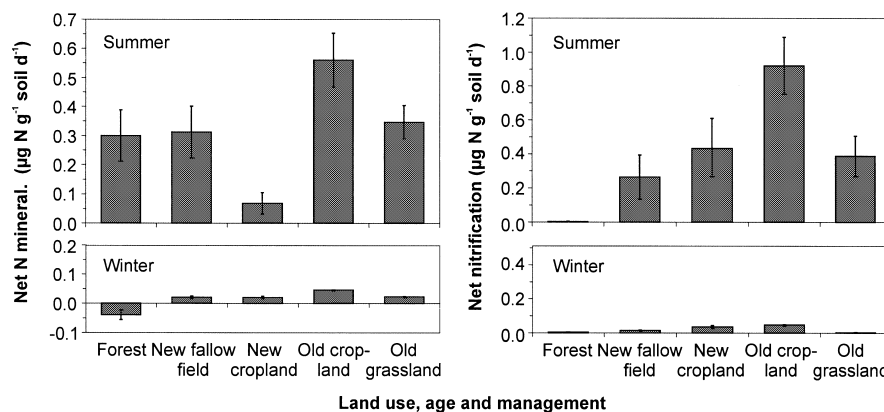 Net N mineral. (µg N g⁻¹ soil d⁻¹)
0.7
0.6
0.5
0.4
0.3
0.2
0.1
0.0
Summer
0.2
0.1
0.0
-0.1
Winter
Forest New fallow field New cropland Old crop-land Old grassland
Net nitrification (µg N g⁻¹ soil d⁻¹)
1.2
1.0
0.8
0.6
0.4
0.2
0.0
Summer
0.4
0.2
0.0
Winter
Forest New fallow field New cropland Old crop-land Old grassland
Land use, age and management